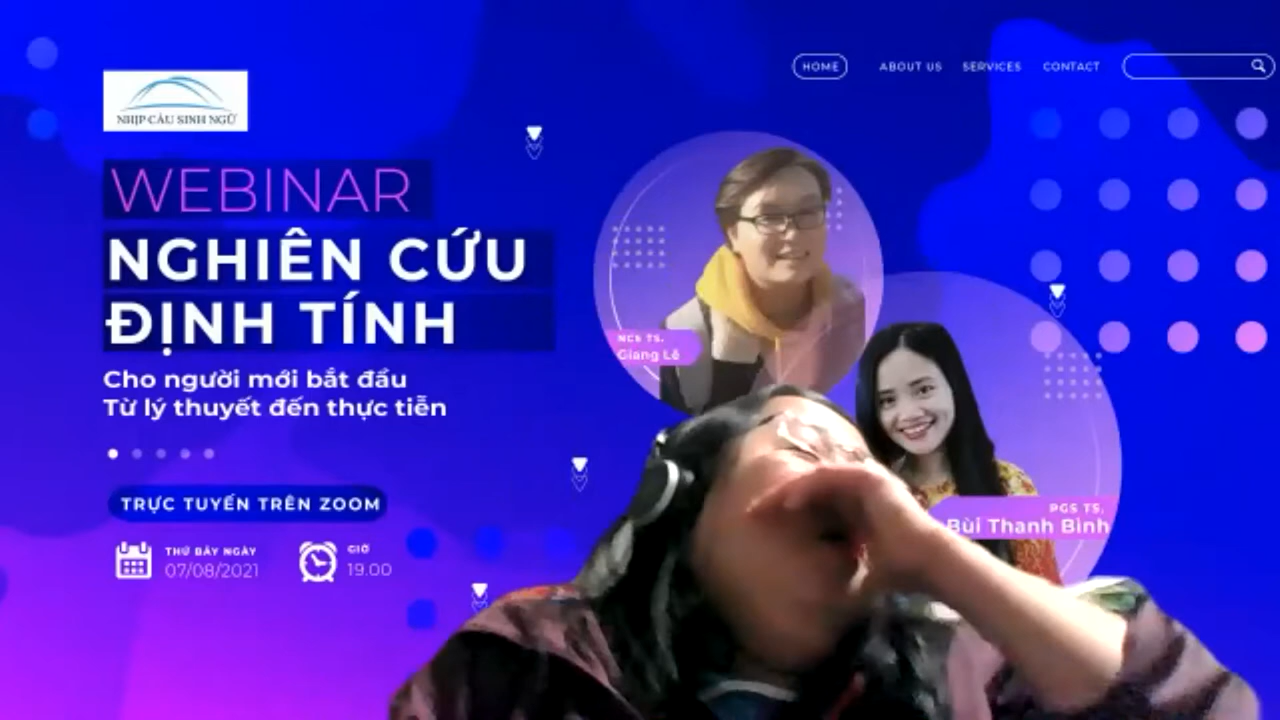 NHỊP CẦU SINH NGỮ
HOME
ABOUT US
SERVICES
CONTACT
WEBINAR
NGHIÊN CỨU
ĐỊNH TÍNH
Cho người mới bắt đầu
Từ lý thuyết đến thực tiễn
TRỰC TUYẾN TRÊN ZOOM
THỨ BẢY NGÀY
07/08/2021
GIỜ
19.00
NCS TS.
Giang Lê
PGS TS.
Bùi Thanh Bình